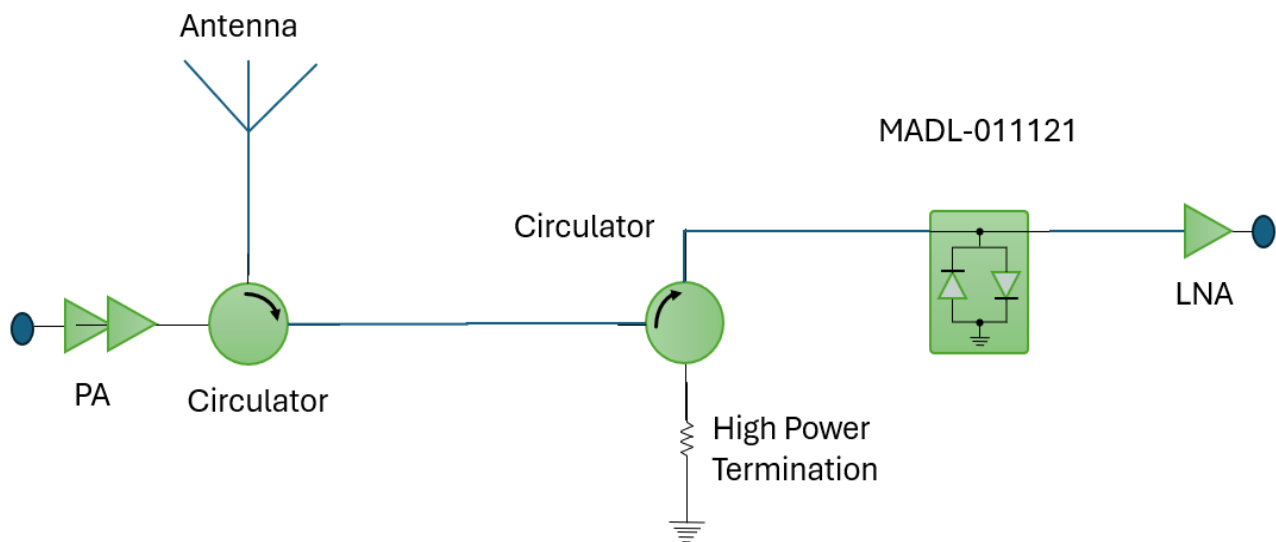 Antenna
MADL-011121
Circulator
LNA
PA
Circulator
High Power
Termination